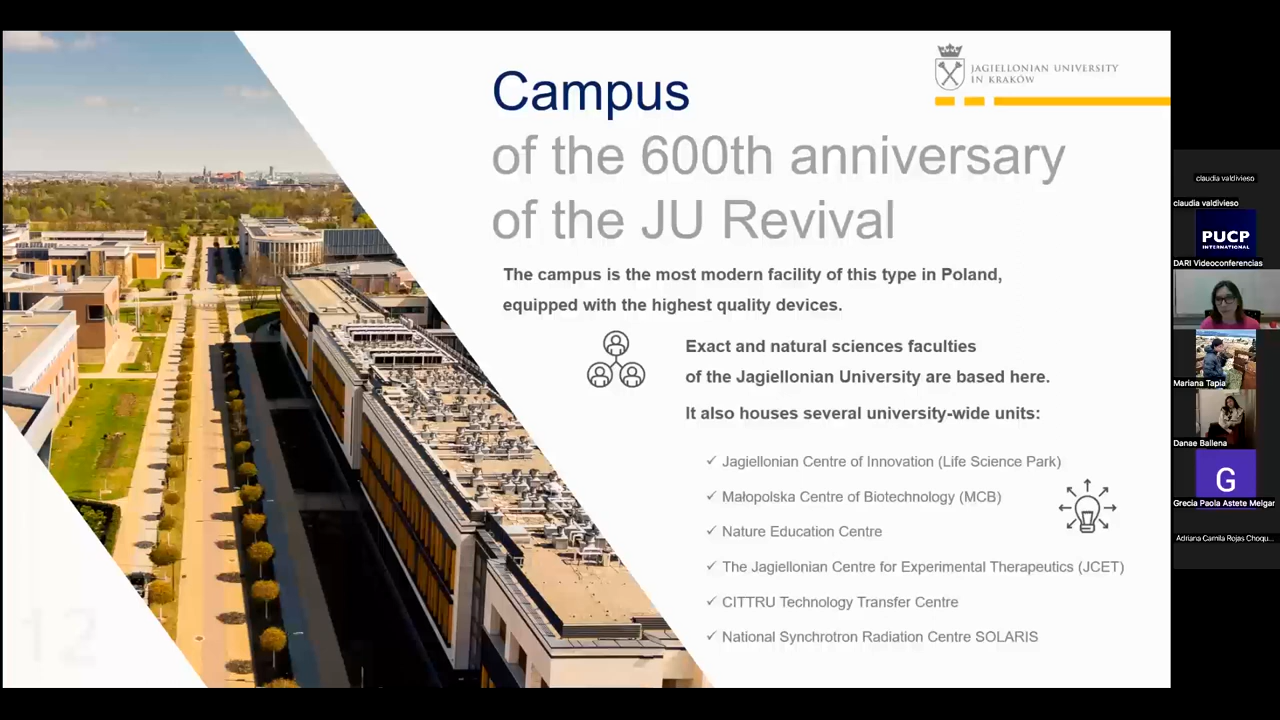 Campus
of the 600th anniversary
of the JU Revival
JAGIELLONIAN UNIVERSITY
IN KRAKÓW
The campus is the most modern facility of this type in Poland,
equipped with the highest quality devices.
Exact and natural sciences faculties
of the Jagiellonian University are based here.
It also houses several university-wide units:
✓ Jagiellonian Centre of Innovation (Life Science Park)
✓ Małopolska Centre of Biotechnology (MCB)
✓ Nature Education Centre
✓ The Jagiellonian Centre for Experimental Therapeutics (JCET)
✓ CITTRU Technology Transfer Centre
✓ National Synchrotron Radiation Centre SOLARIS
12
claudia valdivieso
claudia valdivieso
PUCP
INTERNATIONAL
DARI Videoconferencias
Mariana Tapia
Danae Ballena
G
Grecia Paola Astete Melgar
Adriana Camila Rojas Choqu...